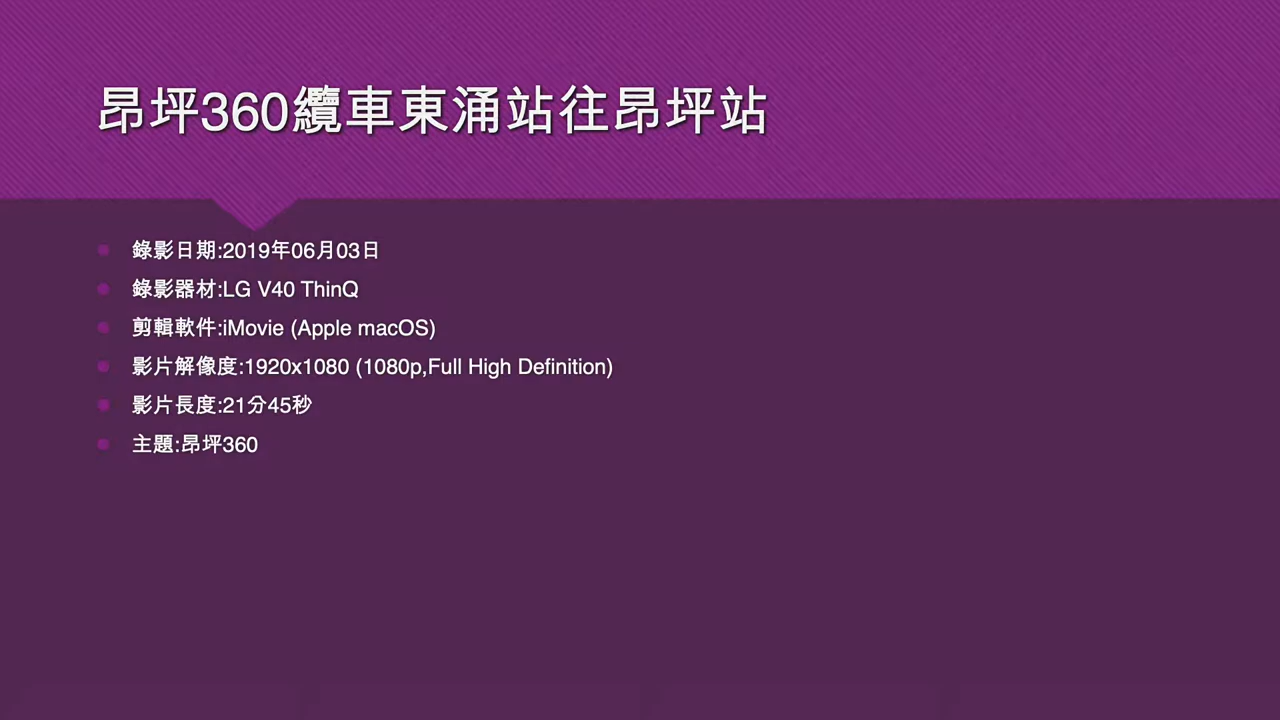 昂坪360纜車東涌站往昂坪站
錄影日期:2019年06月03日
錄影器材:LG V40 ThinQ
剪輯軟件:iMovie (Apple macOS)
影片解像度:1920x1080 (1080p,Full High Definition)
影片長度:21分45秒
主題:昂坪360